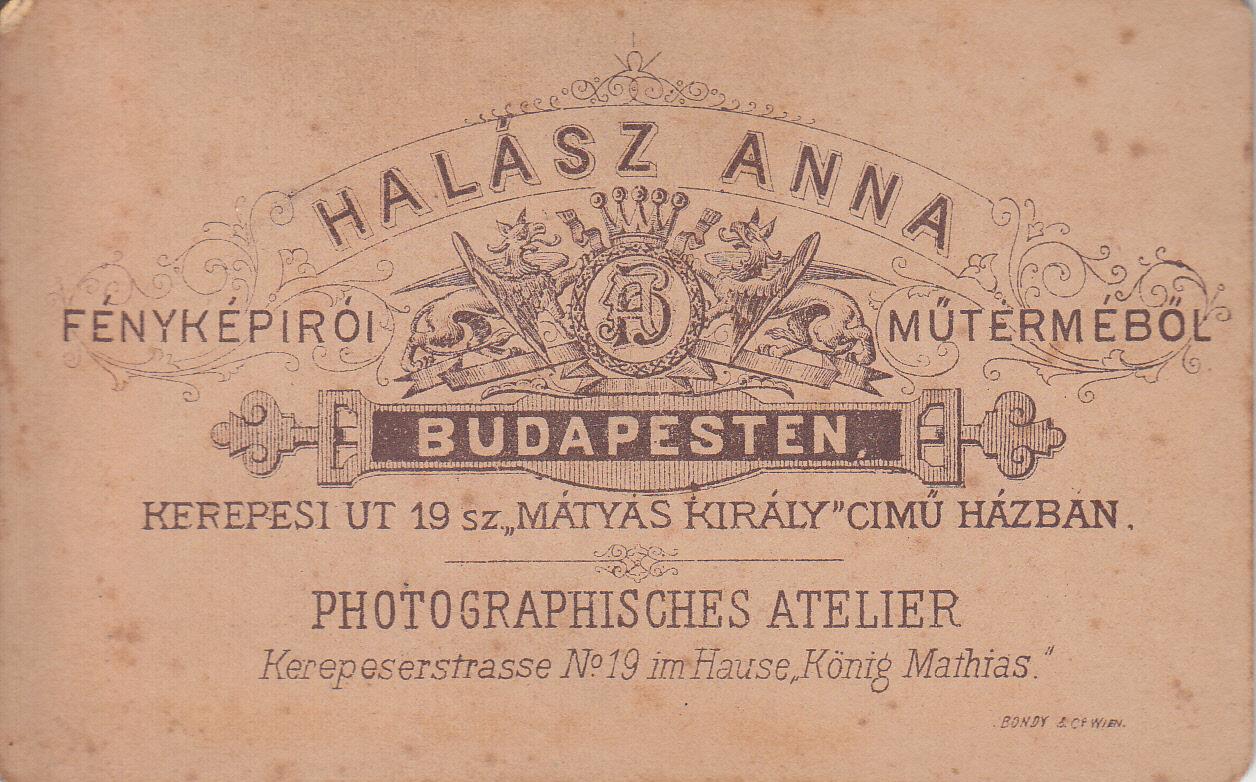 HALÁSZ ANNA
FÉNYKÉPIRÓI MŰTERMÉBŐL
BUDAPESTEN,
KEREPESI UT 19 SZ. „MÁTYÁS KIRÁLY” CIMŰ HÁZBAN.
PHOTOGRAPHISCHES ATELIER
Kerepeserstrasse No. 19 im Hause „König Mathias.”
BONDY & Co WIEN.